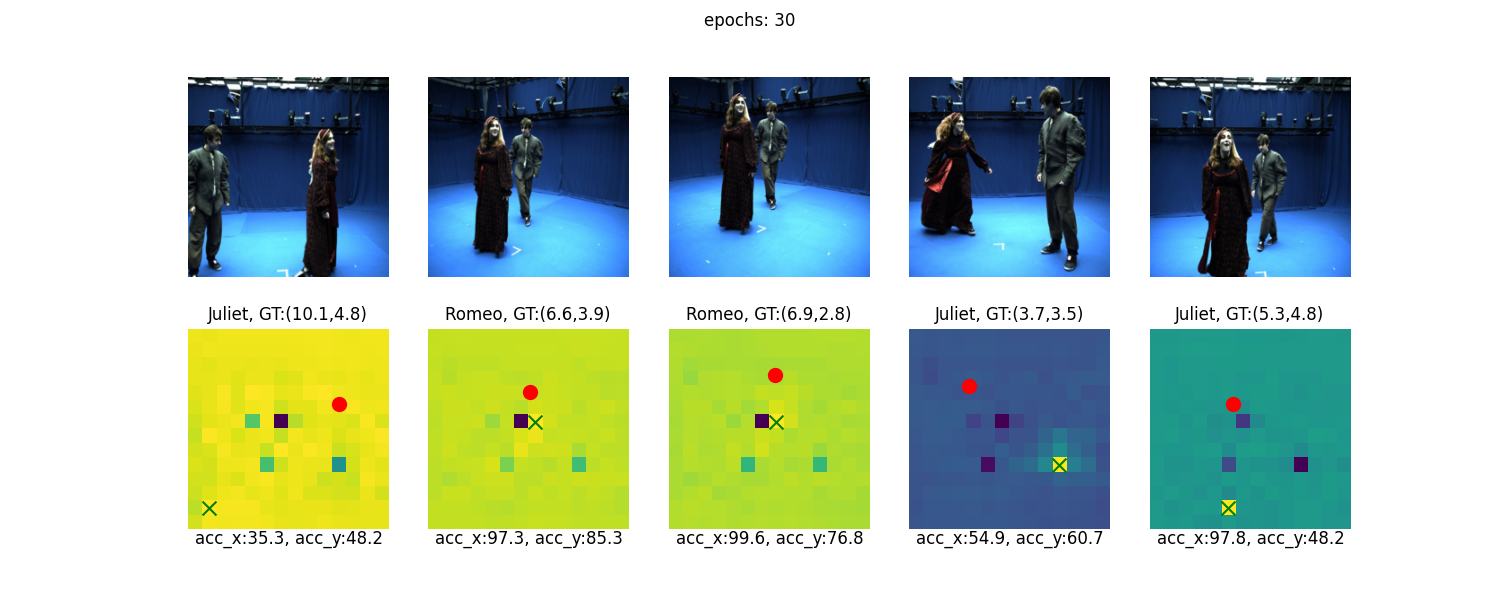 epochs: 30
Juliet, GT:(10.1,4.8)
Romeo, GT:(6.6,3.9)
Romeo, GT:(6.9,2.8)
Juliet, GT:(3.7,3.5)
Juliet, GT:(5.3,4.8)
acc_x:35.3, acc_y:48.2
acc_x:97.3, acc_y:85.3
acc_x:99.6, acc_y:76.8
acc_x:54.9, acc_y:60.7
acc_x:97.8, acc_y:48.2